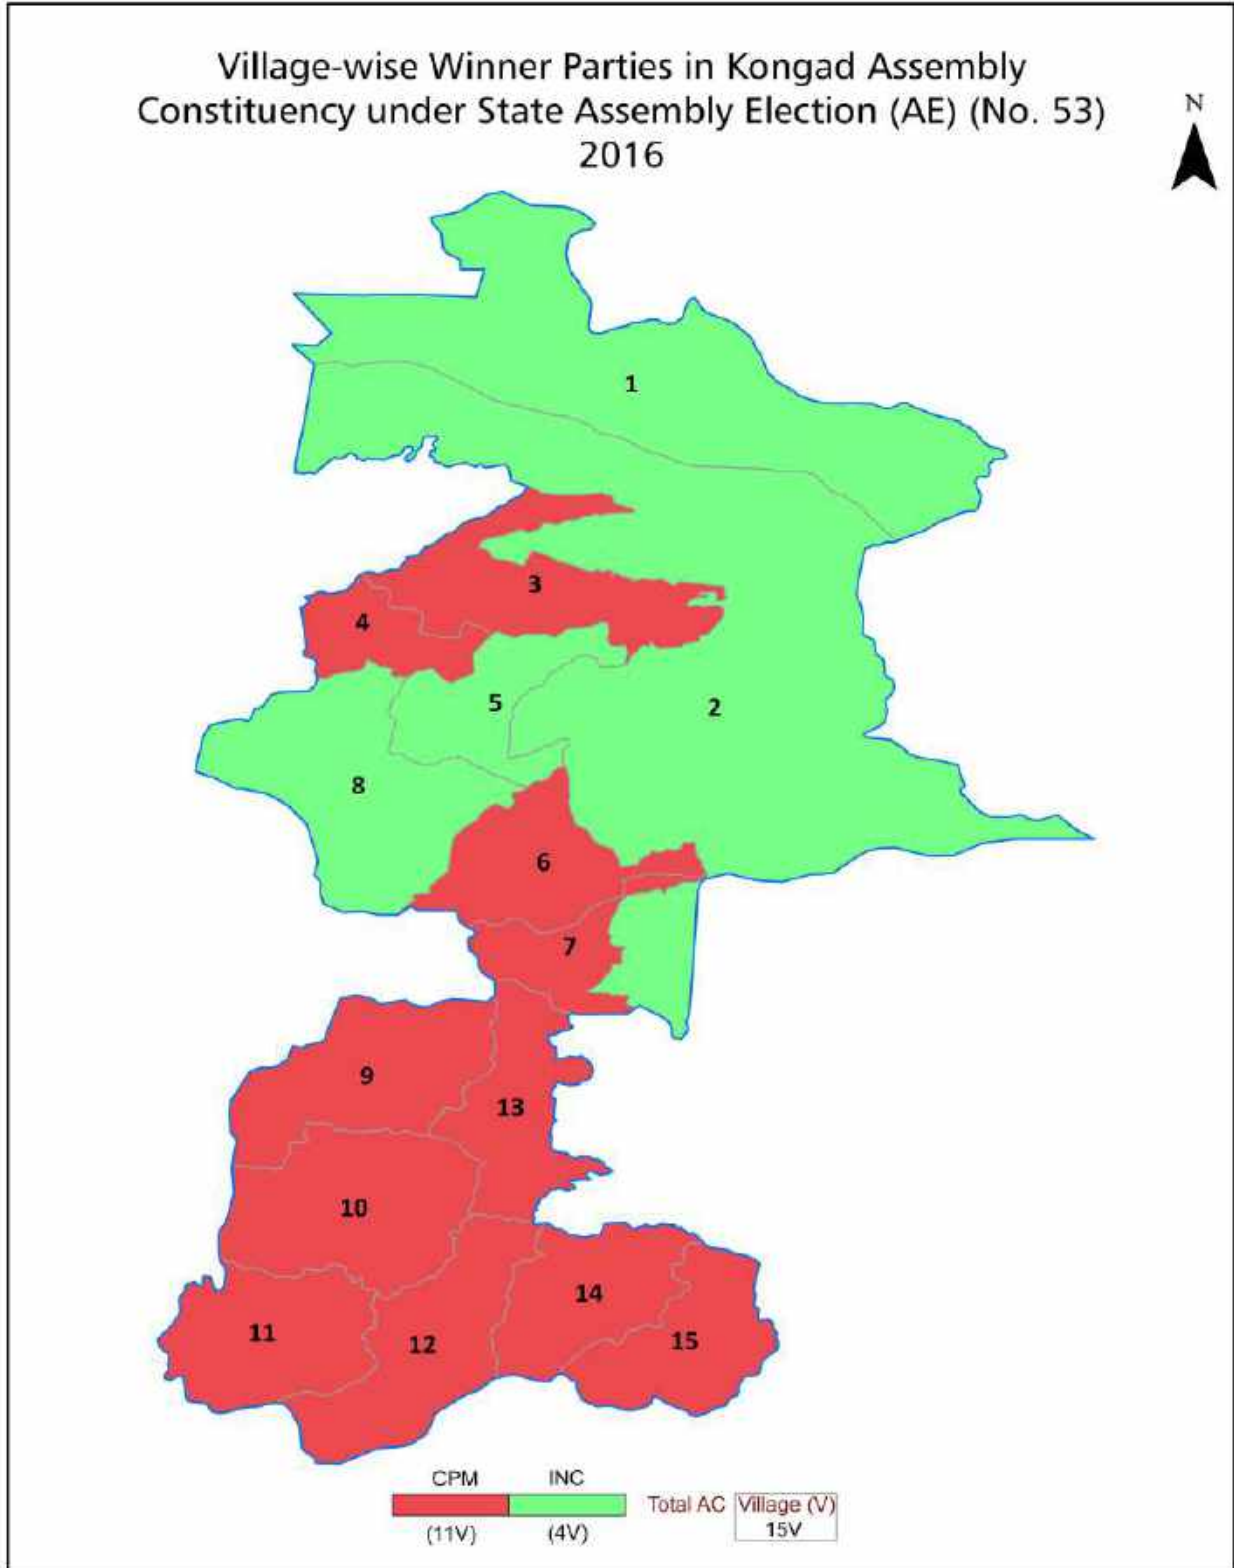 Village-wise Winner Parties in Kongad Assembly
Constituency under State Assembly Election (AE) (No. 53)
2016
N
1
3
4
5
2
8
6
7
9
13
10
14
11
12
15
CPM INC
Total AC Village (V)
(11V) (4V) 15V